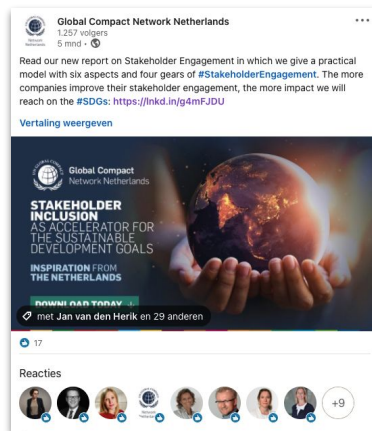 Global Compact Network Netherlands
1.257 volgers
5 mnd •
Read our new report on Stakeholder Engagement in which we give a practical
model with six aspects and four gears of #StakeholderEngagement. The more
companies improve their stakeholder engagement, the more impact we will
reach on the #SDGs: https://lnkd.in/g4mFJDU
Vertaling weergeven
Global Compact
Network Netherlands
STAKEHOLDER
INCLUSION
AS ACCELERATOR FOR
THE SUSTAINABLE
DEVELOPMENT GOALS
INSPIRATION FROM
THE NETHERLANDS
DOWNLOAD TODAY
met Jan van den Herik en 29 anderen
17
Reacties
+9